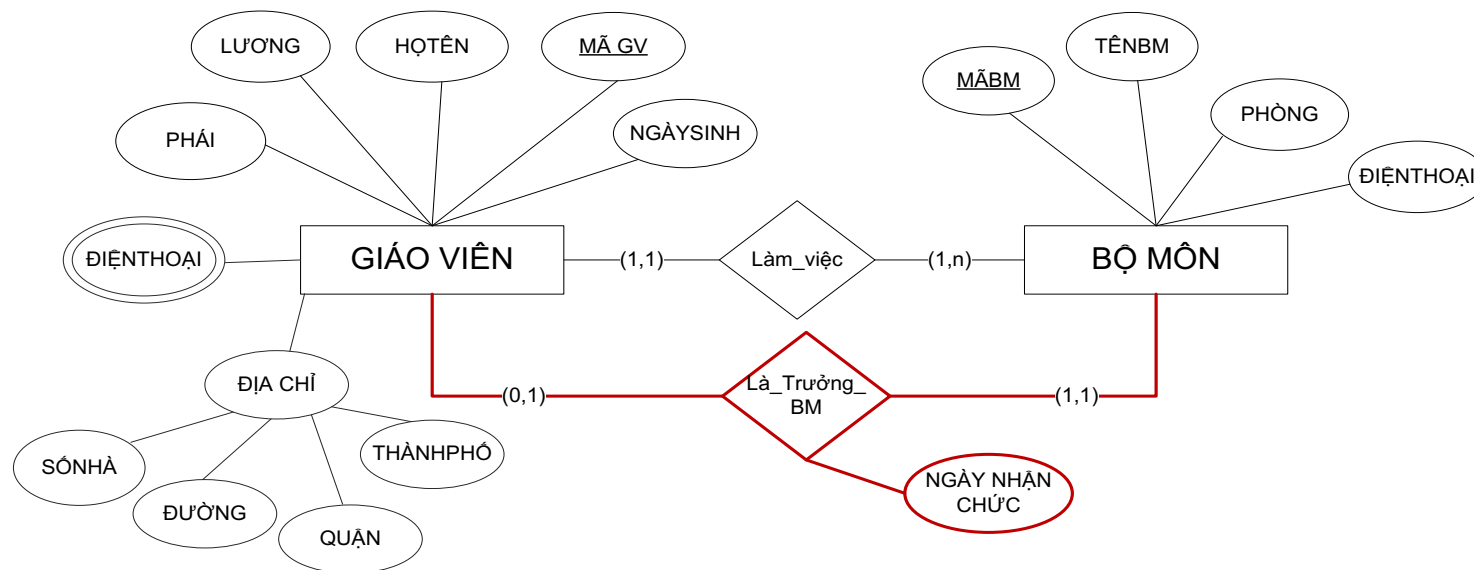 LƯƠNG
HỌTÊN
MÃ GV
TÊNBM
MÃBM
PHÒNG
PHÁI
NGÀYSINH
ĐIỆNTHOẠI
ĐIỆNTHOẠI
GIÁO VIÊN
(1,1)
Làm_việc
(1,n)
BỘ MÔN
ĐỊA CHỈ
(0,1)
Là_Trưởng_
BM
(1,1)
SỐNHÀ
ĐƯỜNG
QUẬN
THÀNHPHỐ
NGÀY NHẬN
CHỨC